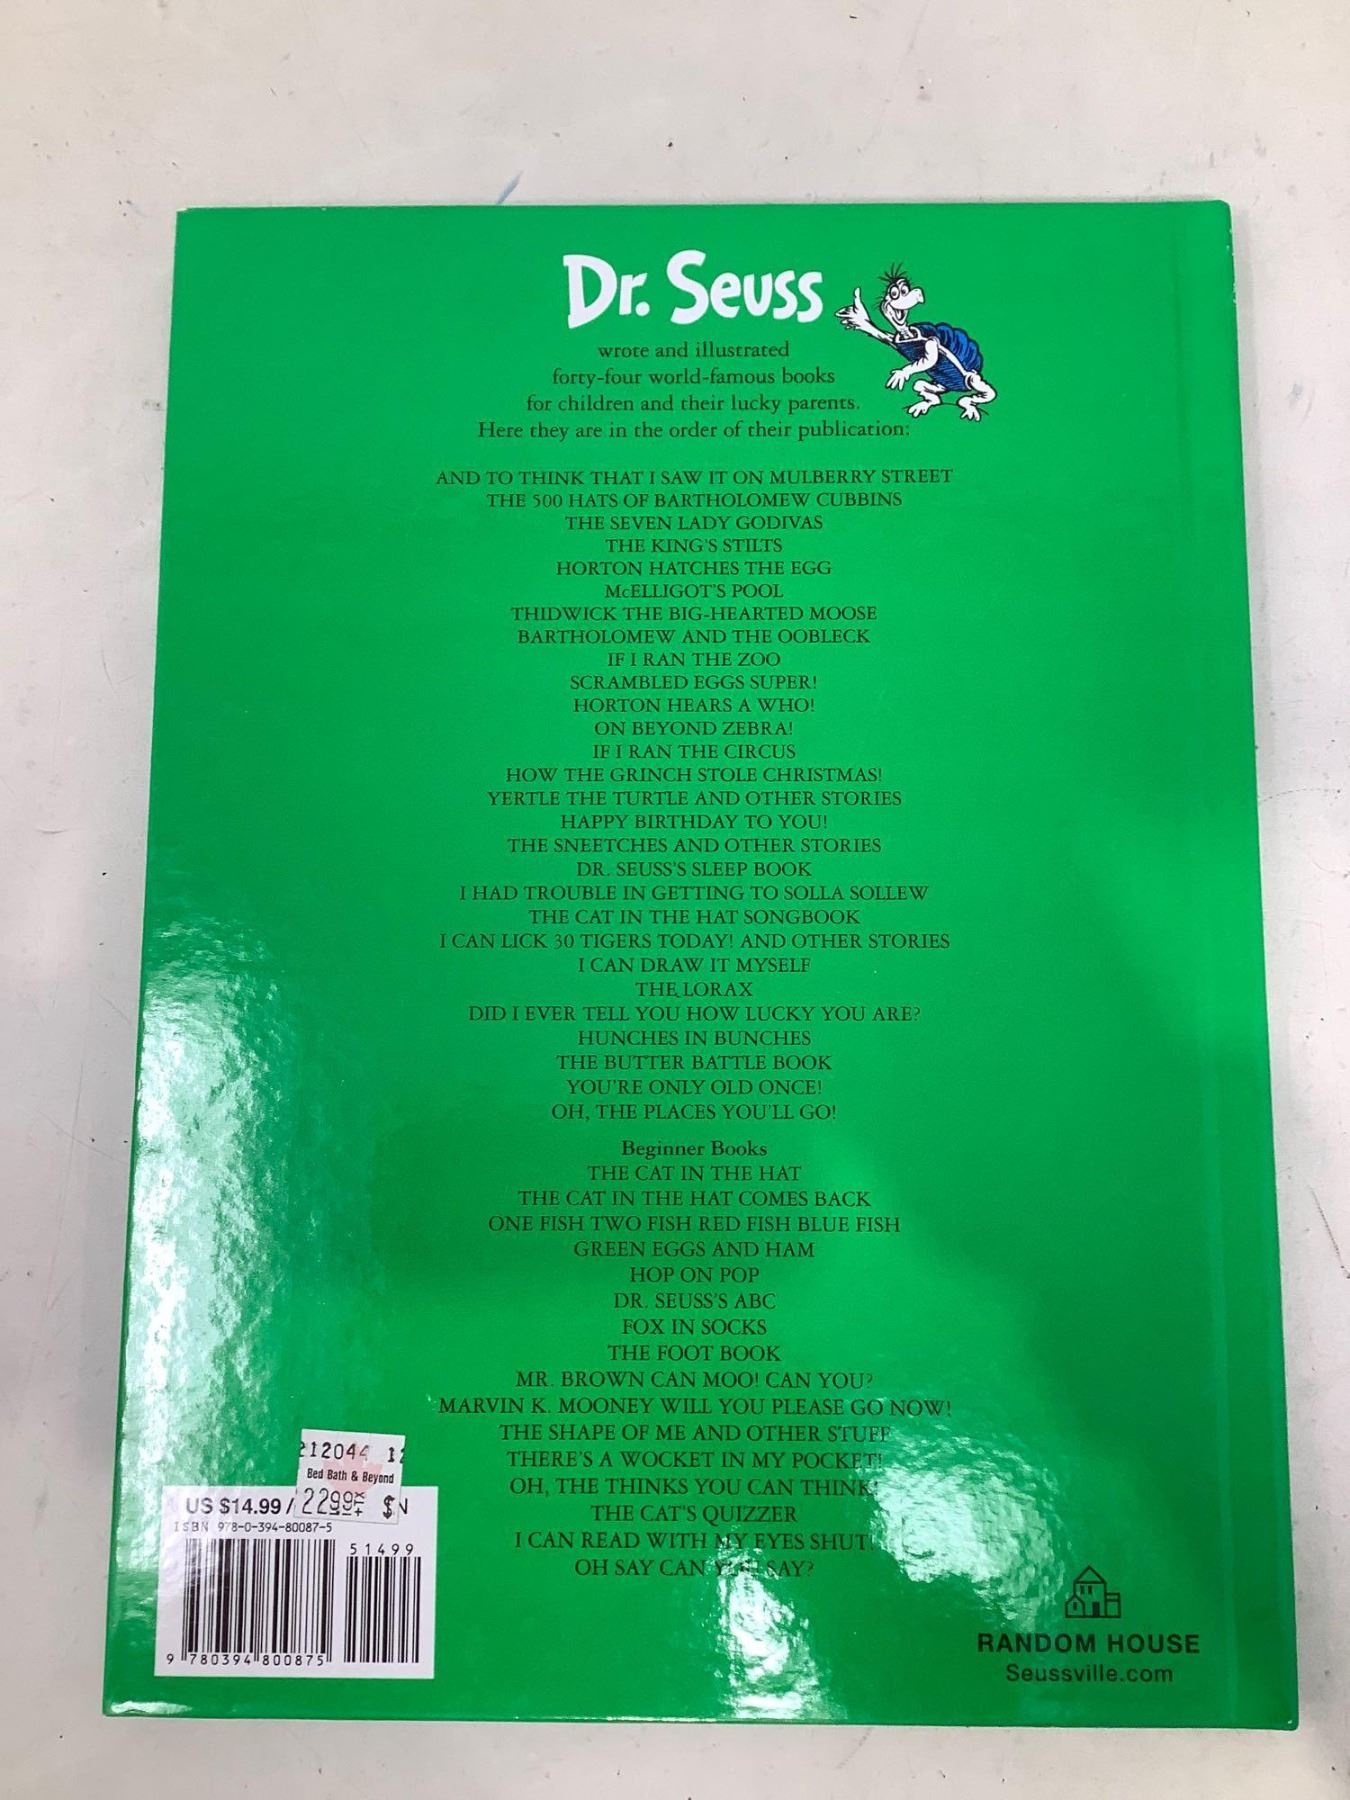 Dr. Seuss
wrote and illustrated
forty-four world-famous books
for children and their lucky parents.
Here they are in the order of their publication:
AND TO THINK THAT I SAW IT ON MULBERRY STREET
THE 500 HATS OF BARTHOLOMEW CUBBINS
THE SEVEN LADY GODIVAS
THE KING'S STILTS
HORTON HATCHES THE EGG
McELLIGOT'S POOL
THIDWICK THE BIG-HEARTED MOOSE
BARTHOLOMEW AND THE OOBLECK
IF I RAN THE ZOO
SCRAMBLED EGGS SUPER!
HORTON HEARS A WHO!
ON BEYOND ZEBRA!
IF I RAN THE CIRCUS
HOW THE GRINCH STOLE CHRISTMAS!
YERTLE THE TURTLE AND OTHER STORIES
HAPPY BIRTHDAY TO YOU!
THE SNEETCHES AND OTHER STORIES
DR. SEUSS'S SLEEP BOOK
I HAD TROUBLE IN GETTING TO SOLLA SOLLEW
THE CAT IN THE HAT SONGBOOK
I CAN LICK 30 TIGERS TODAY! AND OTHER STORIES
I CAN DRAW IT MYSELF
THE LORAX
DID I EVER TELL YOU HOW LUCKY YOU ARE?
HUNCHES IN BUNCHES
THE BUTTER BATTLE BOOK
YOU'RE ONLY OLD ONCE!
OH, THE PLACES YOU'LL GO!
Beginner Books
THE CAT IN THE HAT
THE CAT IN THE HAT COMES BACK
ONE FISH TWO FISH RED FISH BLUE FISH
GREEN EGGS AND HAM
HOP ON POP
DR. SEUSS'S ABC
FOX IN SOCKS
THE FOOT BOOK
MR. BROWN CAN MOO! CAN YOU?
MARVIN K. MOONEY WILL YOU PLEASE GO NOW!
THE SHAPE OF ME AND OTHER STUFF
THERE'S A WOCKET IN MY POCKET!
OH, THE THINKS YOU CAN THINK!
THE CAT'S QUIZZER
I CAN READ WITH MY EYES SHUT!
OH SAY CAN YOU SAY?
212044 12
Bed Bath & Beyond
2299
US $14.99 / $ N
ISBN 978-0-394-80087-5
51499
9 780394 800875
RANDOM HOUSE
Seussville.com